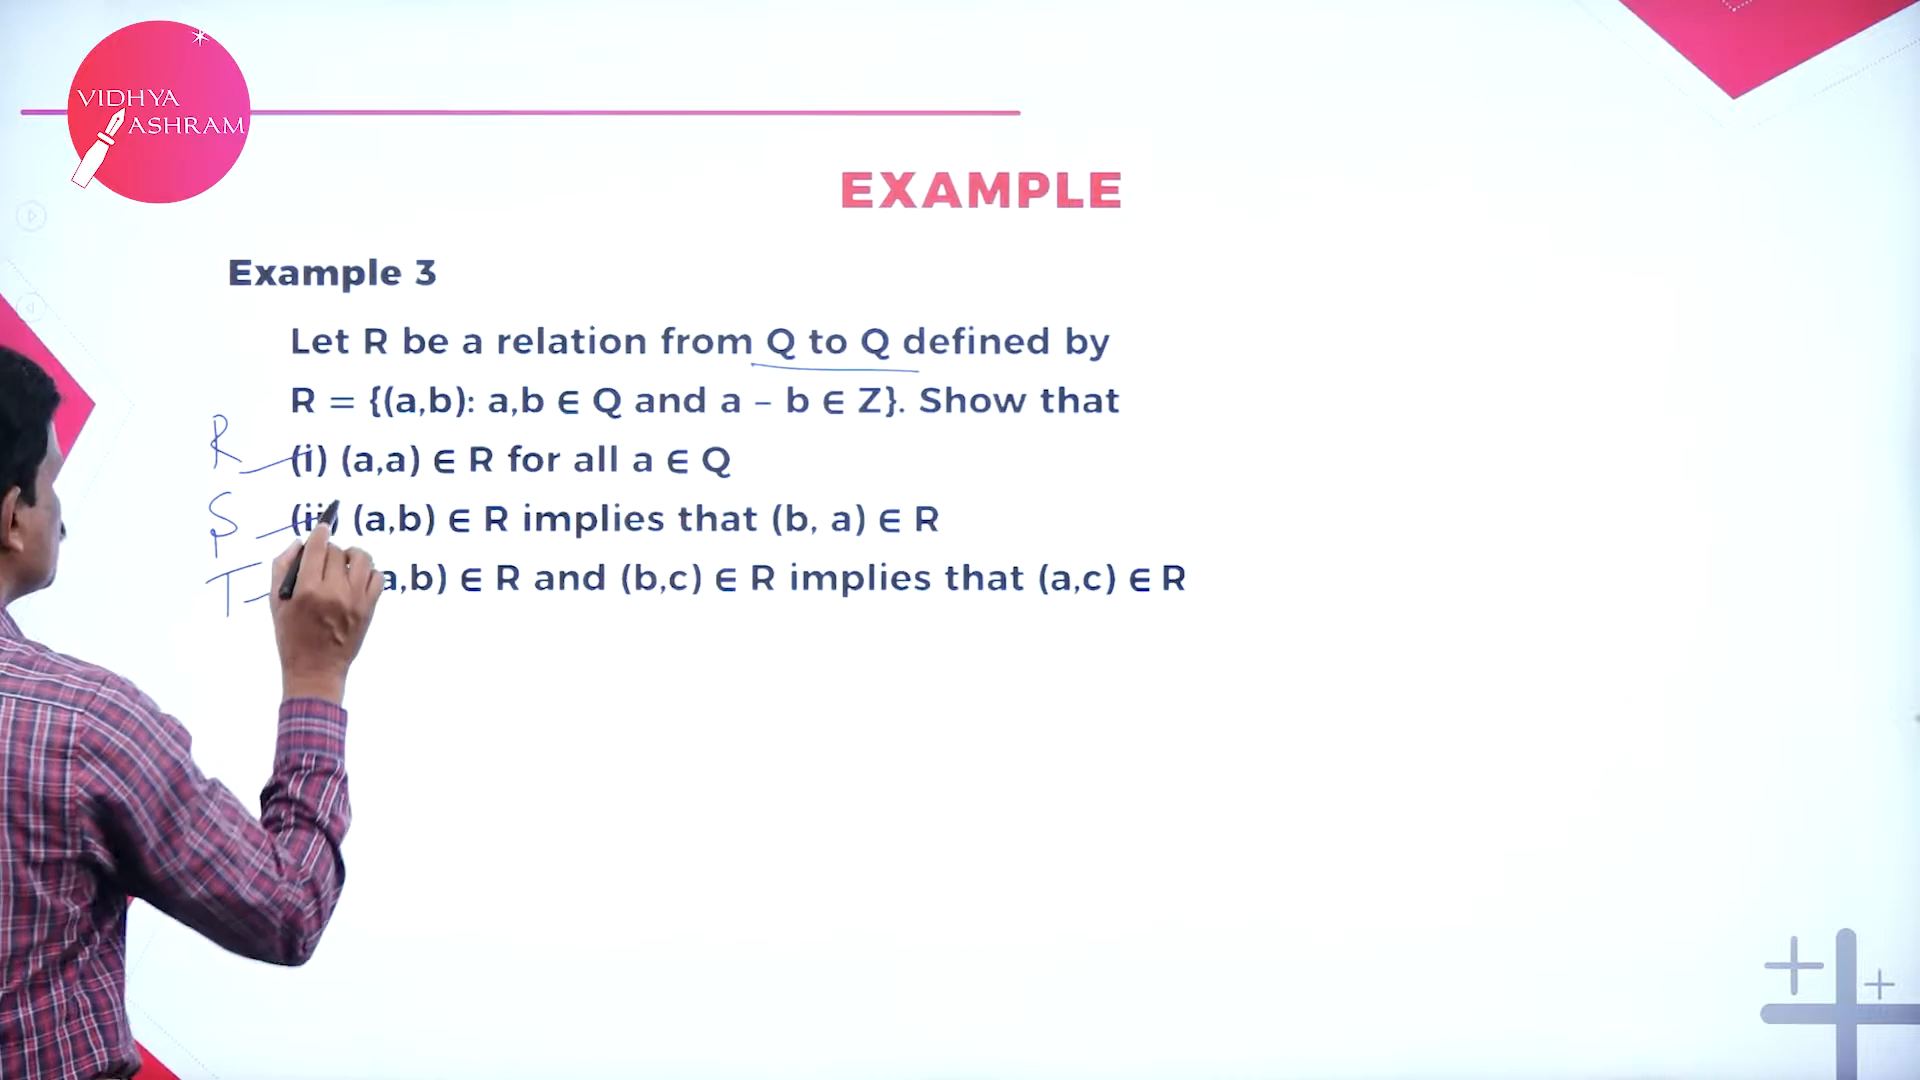 VIDHYA
ASHRAM
EXAMPLE
Example 3
Let R be a relation from Q to Q defined by
R = {(a,b): a,b ∈ Q and a – b ∈ Z}. Show that
R (i) (a,a) ∈ R for all a ∈ Q
S (ii) (a,b) ∈ R implies that (b, a) ∈ R
T a,b) ∈ R and (b,c) ∈ R implies that (a,c) ∈ R